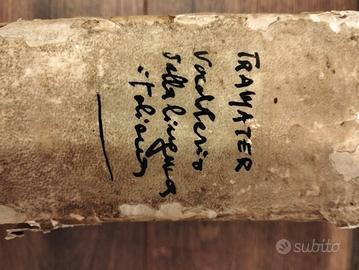 TRAMATER
Vocabolario
della lingua
italiana
subito